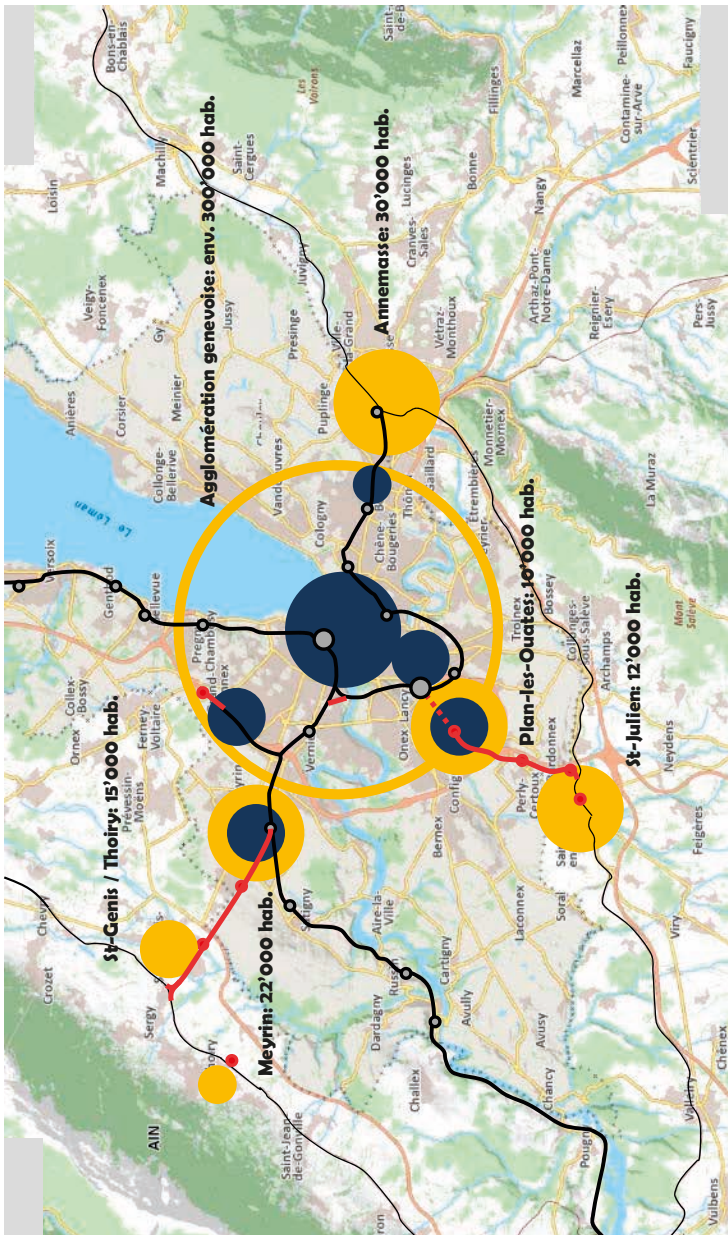 Crozet
Chevry
St-Genis / Thoiry: 15'000 hab.
AIN
Sergy
Prévessin-
Moëns
Ornex
Ferney
Voltaire
Collex-
Bossy
Versoix
Genthod
Bellevue
Le Léman
Anières
Corsier
Collonge-
Bellerive
Meinier
Gy
Veigy-
Foncenex
Loisin
Machilly
Bons-en-
Chablais
Saint-
Cergues
Jussy
Presinge
Juvigny
Les
Voirons
Agglomération genevoise: env. 300'000 hab.
Meyrin: 22'000 hab.
Saint-Jean-
de-Gonville
Challex
Dardagny
Russin
Aire-la-
Ville
Cartigny
Avully
Avusy
Chancy
Pougny
Laconnex
Soral
Bernex
Onex
Lancy
Cologny
Vandœuvres
Puplinge
Chêne-
Bougeries
Gaillard
Annemasse: 30'000 hab.
Lucinges
Cranves-
Sales
Bonne
Fillinges
Vétraz-
Monthoux
Nangy
Arthaz-Pont-
Notre-Dame
Marcellaz
Peillonnex
Contamine-
sur-Arve
Faucigny
Scientrier
Reignier-
Esery
Pers-
Jussy
Monnetier-
Mornex
Etrembières
La Muraz
Mont
Salève
Plan-les-Ouates: 10'000 hab.
Perly-
Certoux
Troinex
Bossey
Collonges-
sous-Salève
Archamps
St-Julien: 12'000 hab.
Neydens
Feigères
Viry
Valleiry
Chênex
Vulbens